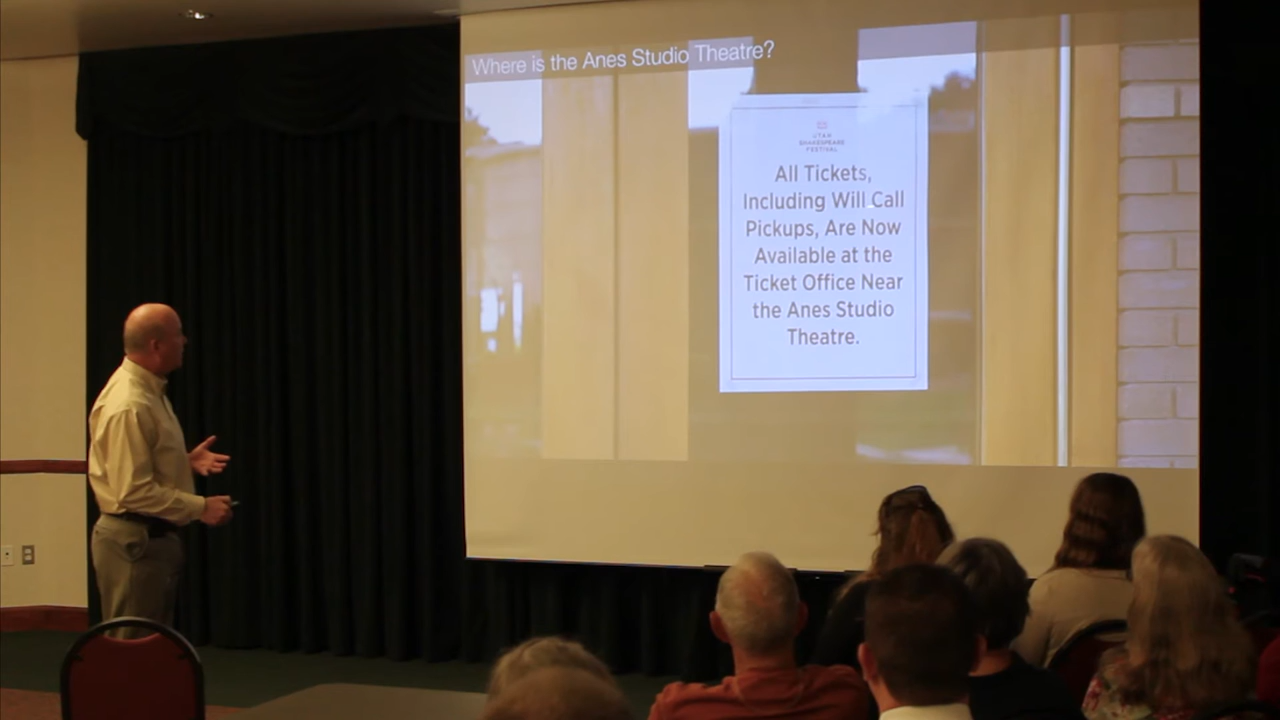 Where is the Anes Studio Theatre?
UTAH
SHAKESPEARE
FESTIVAL
All Tickets,
Including Will Call
Pickups, Are Now
Available at the
Ticket Office Near
the Anes Studio
Theatre.